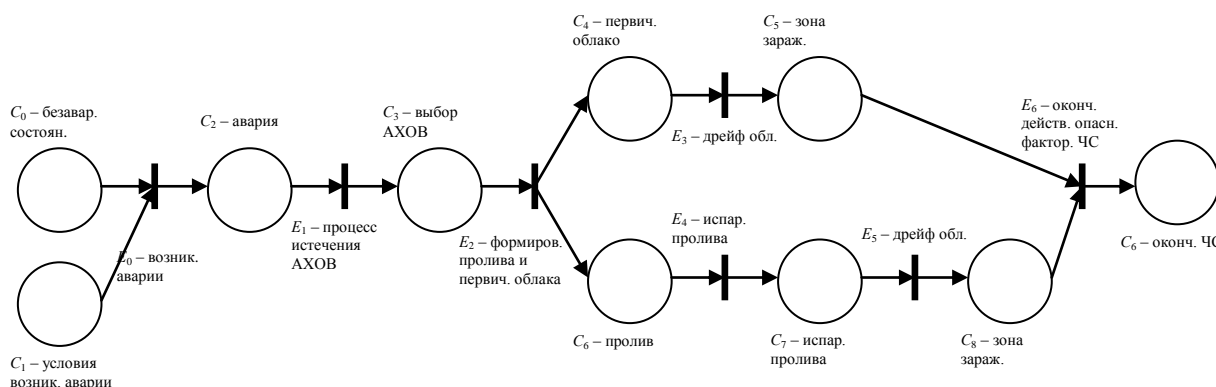 C4 – первич.
облако
C5 – зона
зараж.
C0 – безавар.
состоян.
C2 – авария
C3 – выбор
АХОВ
E6 – оконч.
действ. опасн.
фактор. ЧС
E3 – дрейф обл.
E0 – возник.
аварии
E1 – процесс
истечения
АХОВ
E2 – формиров.
пролива и
первич. облака
E4 – испар.
пролива
E5 – дрейф обл.
C6 – оконч. ЧС
C1 – условия
возник. аварии
C6 – пролив
C7 – испар.
пролива
C8 – зона
зараж.